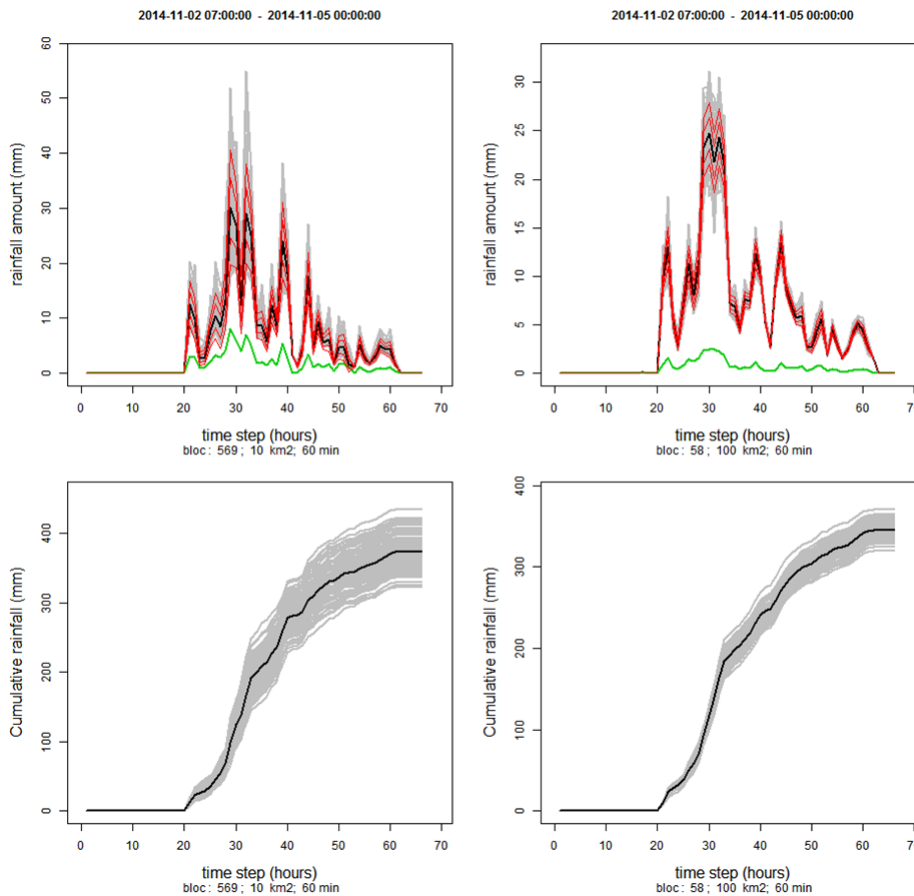 2014-11-02 07:00:00 - 2014-11-05 00:00:00
rainfall amount (mm)
60
50
40
30
20
10
0
0 10 20 30 40 50 60 70
time step (hours)
bloc : 569 ; 10 km2; 60 min
2014-11-02 07:00:00 - 2014-11-05 00:00:00
rainfall amount (mm)
30
25
20
15
10
5
0
0 10 20 30 40 50 60 70
time step (hours)
bloc : 58 ; 100 km2; 60 min
Cumulative rainfall (mm)
400
300
200
100
0
0 10 20 30 40 50 60 70
time step (hours)
bloc : 569 ; 10 km2; 60 min
Cumulative rainfall (mm)
400
300
200
100
0
0 10 20 30 40 50 60 70
time step (hours)
bloc : 58 ; 100 km2; 60 min